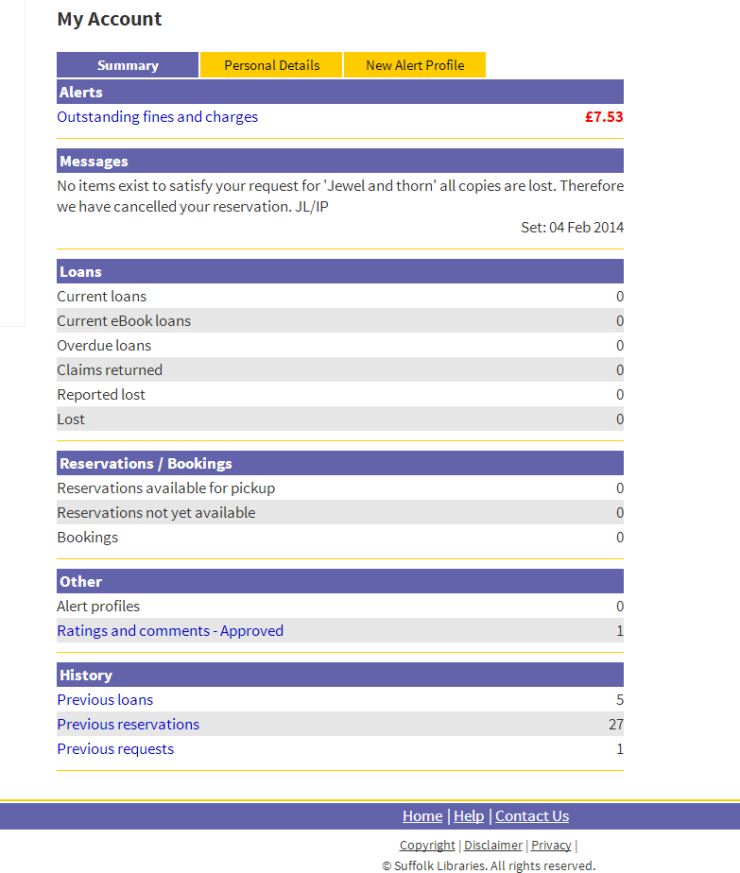 My Account
Summary Personal Details New Alert Profile
Alerts
Outstanding fines and charges £7.53
Messages
No items exist to satisfy your request for 'Jewel and thorn' all copies are lost. Therefore
we have cancelled your reservation. JL/IP
Set: 04 Feb 2014
Loans
Current loans 0
Current eBook loans 0
Overdue loans 0
Claims returned 0
Reported lost 0
Lost 0
Reservations / Bookings
Reservations available for pickup 0
Reservations not yet available 0
Bookings 0
Other
Alert profiles 0
Ratings and comments - Approved 1
History
Previous loans 5
Previous reservations 27
Previous requests 1
Home | Help | Contact Us
Copyright | Disclaimer | Privacy |
© Suffolk Libraries. All rights reserved.